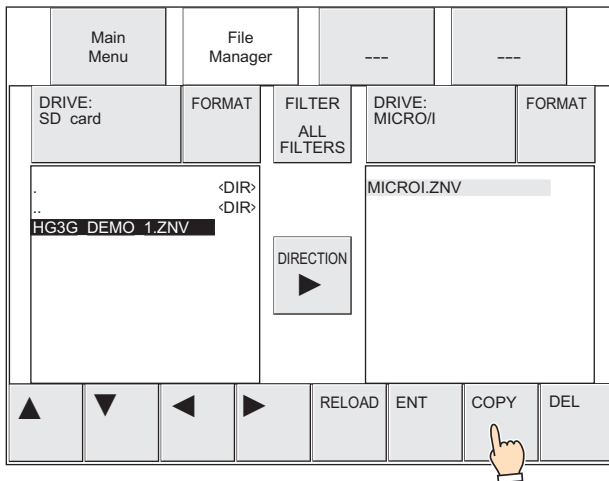 Main
Menu
File
Manager
---
---
DRIVE:
SD card
FORMAT
FILTER
ALL
FILTERS
DRIVE:
MICRO/I
FORMAT
. <DIR>
.. <DIR>
HG3G_DEMO_1.ZNV
MICROI.ZNV
DIRECTION
RELOAD
ENT
COPY
DEL